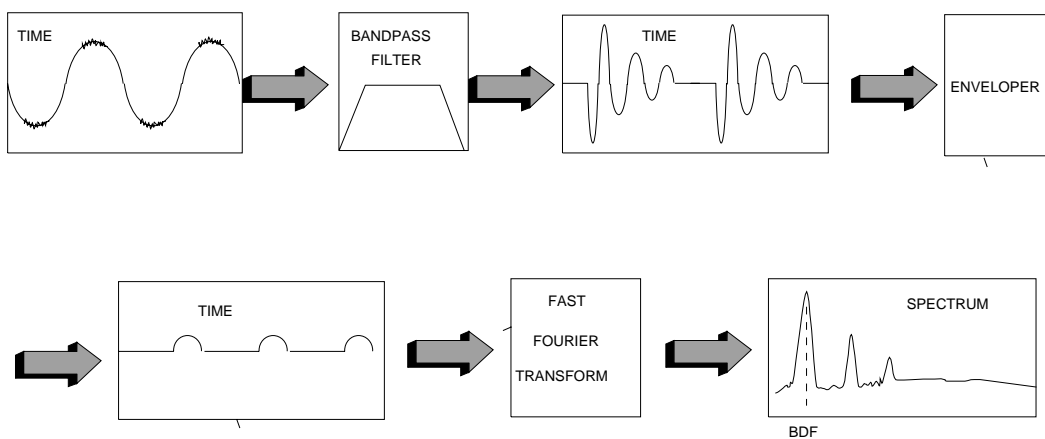 TIME
BANDPASS
FILTER
TIME
ENVELOPER
TIME
FAST
FOURIER
TRANSFORM
SPECTRUM
BDF